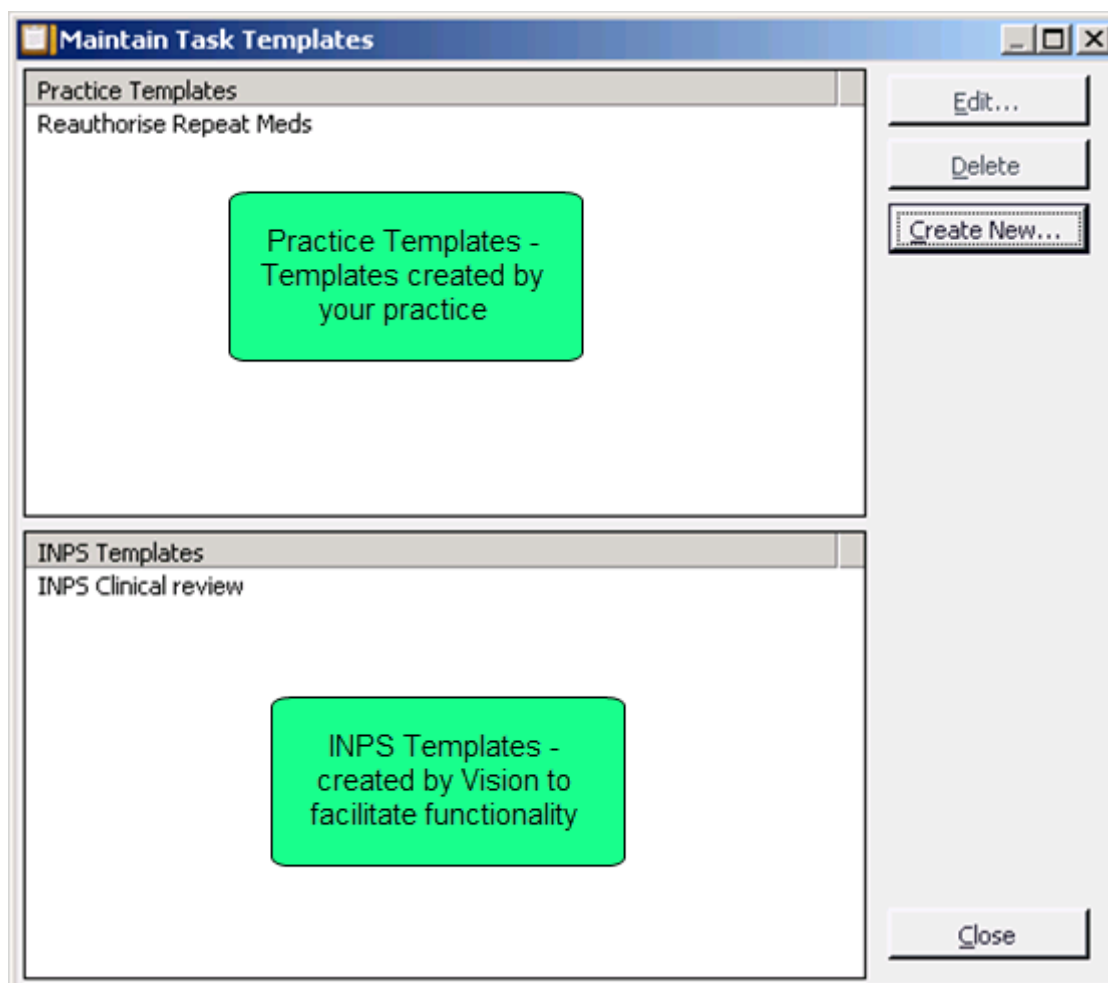 Maintain Task Templates
Practice Templates
Reauthorise Repeat Meds
Practice Templates -
Templates created by
your practice
INPS Templates
INPS Clinical review
INPS Templates -
created by Vision to
facilitate functionality
Edit...
Delete
Create New...
Close